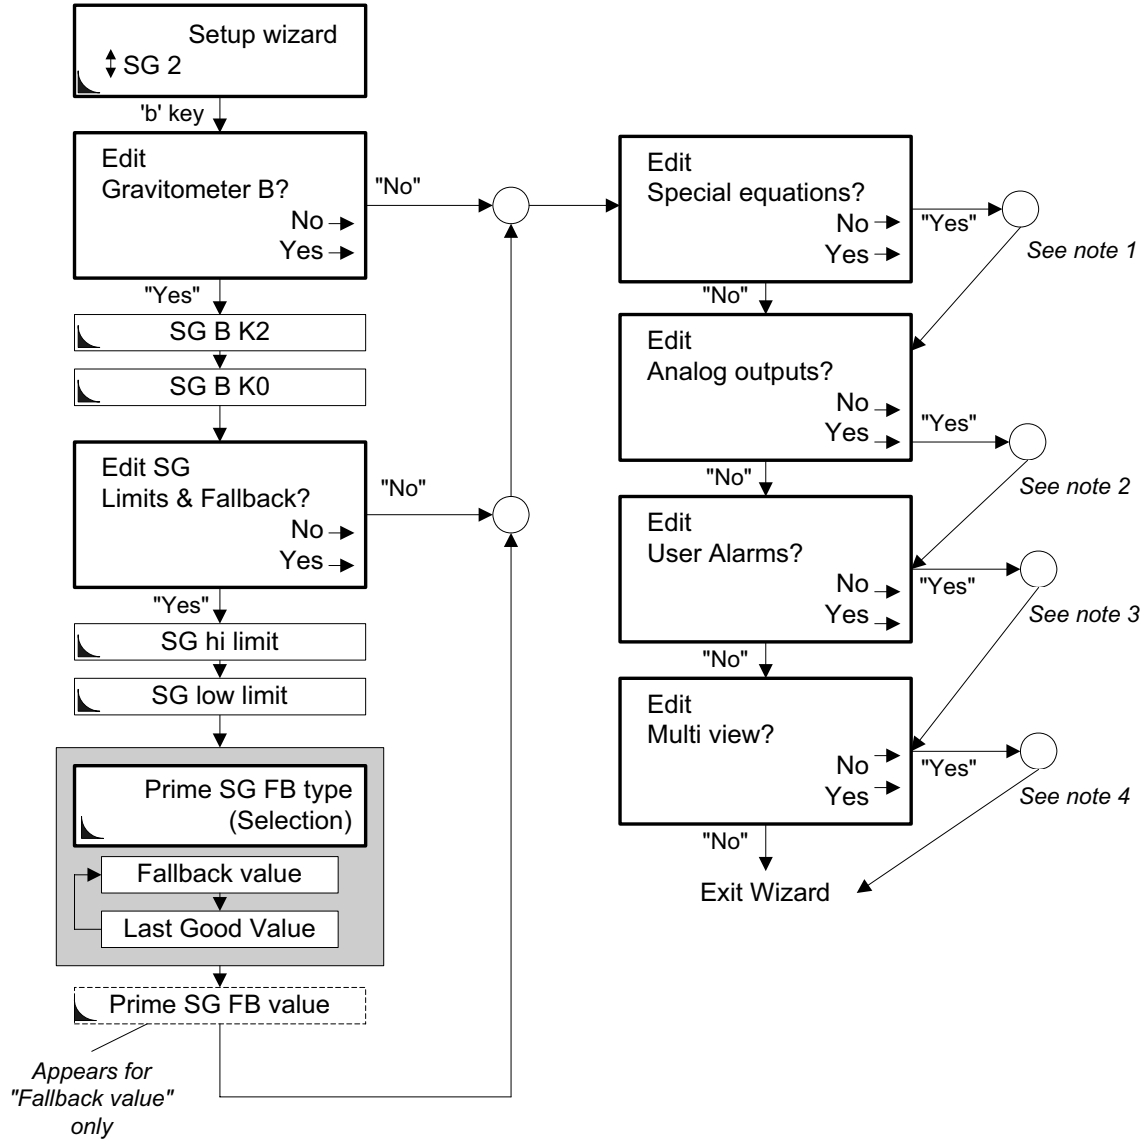 Setup wizard
SG 2
'b' key
Edit
Gravitometer B?
No
Yes
"No"
"Yes"
SG B K2
SG B K0
Edit SG
Limits & Fallback?
No
Yes
"No"
"Yes"
SG hi limit
SG low limit
Prime SG FB type
(Selection)
Fallback value
Last Good Value
Prime SG FB value
Appears for
"Fallback value"
only
Edit
Special equations?
No
Yes
"Yes"
See note 1
"No"
Edit
Analog outputs?
No
Yes
"Yes"
See note 2
"No"
Edit
User Alarms?
No
Yes
"Yes"
See note 3
"No"
Edit
Multi view?
No
Yes
"Yes"
See note 4
"No"
Exit Wizard